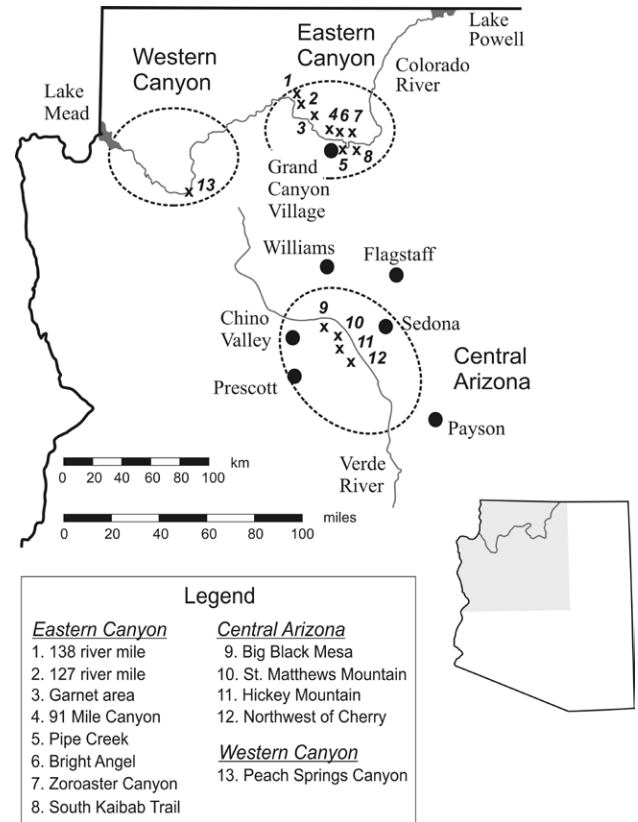 Lake
Powell
Eastern
Canyon
Western
Canyon
Colorado
River
Lake
Mead
1
2
3
4 6 7
5
8
13
Grand
Canyon
Village
Williams
Flagstaff
9
10
11
12
Chino
Valley
Sedona
Prescott
Central
Arizona
Payson
Verde
River
0 20 40 60 80 100
km
miles
0 20 40 60 80 100
Legend
Eastern Canyon
1. 138 river mile
2. 127 river mile
3. Garnet area
4. 91 Mile Canyon
5. Pipe Creek
6. Bright Angel
7. Zoroaster Canyon
8. South Kaibab Trail
Central Arizona
9. Big Black Mesa
10. St. Matthews Mountain
11. Hickey Mountain
12. Northwest of Cherry
Western Canyon
13. Peach Springs Canyon